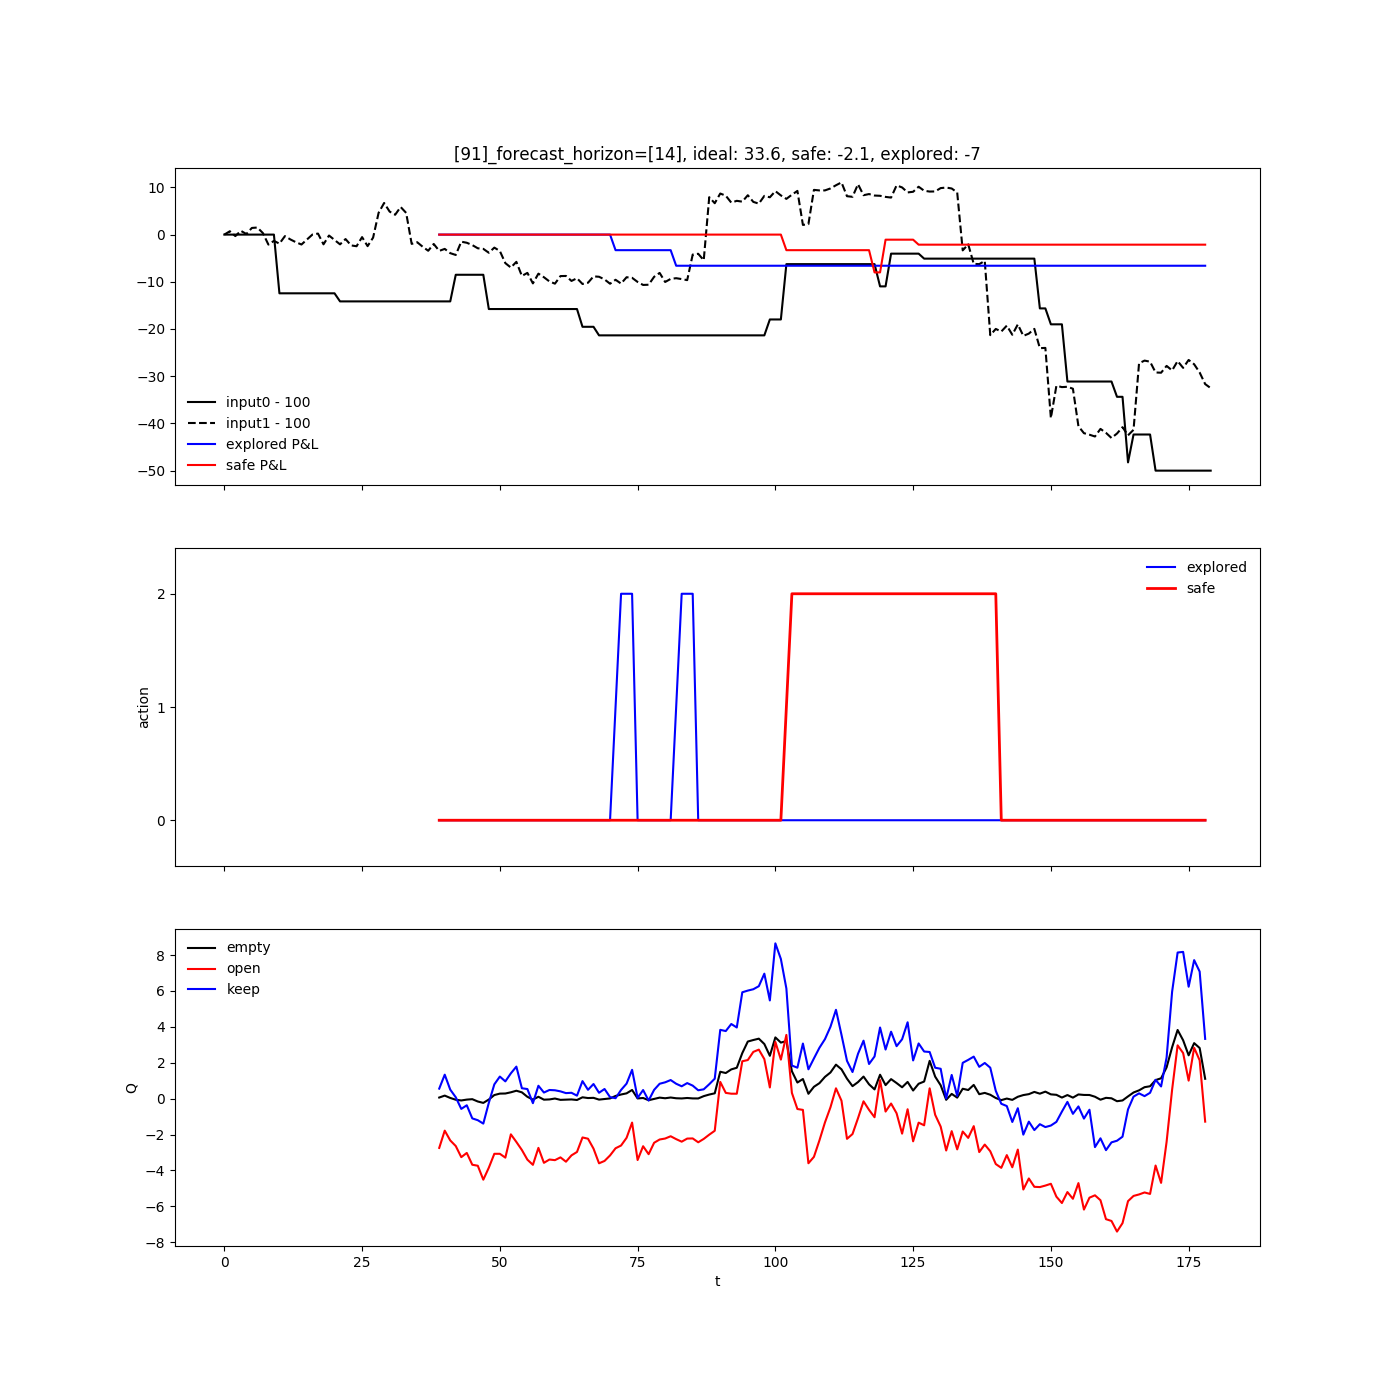 [91]_forecast_horizon=[14], ideal: 33.6, safe: -2.1, explored: -7
10
0
−10
−20
−30
−40
−50
input0 - 100
input1 - 100
explored P&L
safe P&L
action
2
1
0
explored
safe
Q
8
6
4
2
0
−2
−4
−6
−8
empty
open
keep
0 25 50 75 100 125 150 175
t